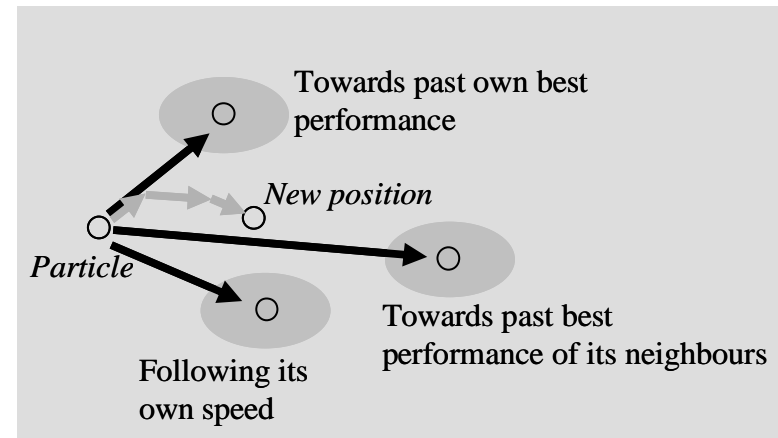 Towards past own best
performance
New position
Particle
Towards past best
performance of its neighbours
Following its
own speed